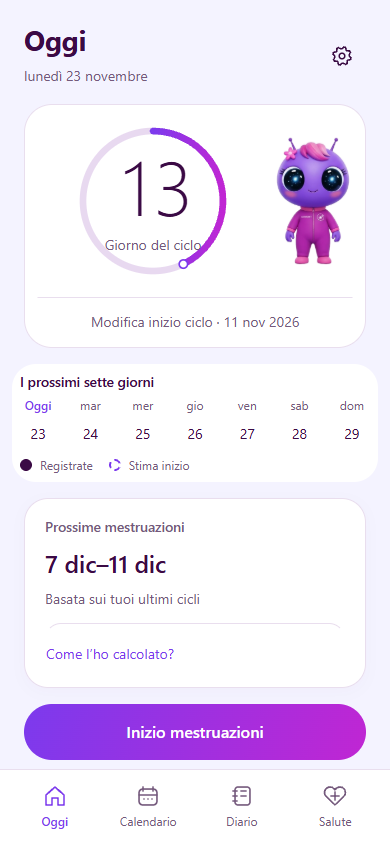 Oggi
lunedì 23 novembre
13
Giorno del ciclo
Modifica inizio ciclo · 11 nov 2026
I prossimi sette giorni
Oggi mar mer gio ven sab dom
23 24 25 26 27 28 29
Registrate Stima inizio
Prossime mestruazioni
7 dic–11 dic
Basata sui tuoi ultimi cicli
Come l’ho calcolato?
Inizio mestruazioni
Oggi Calendario Diario Salute